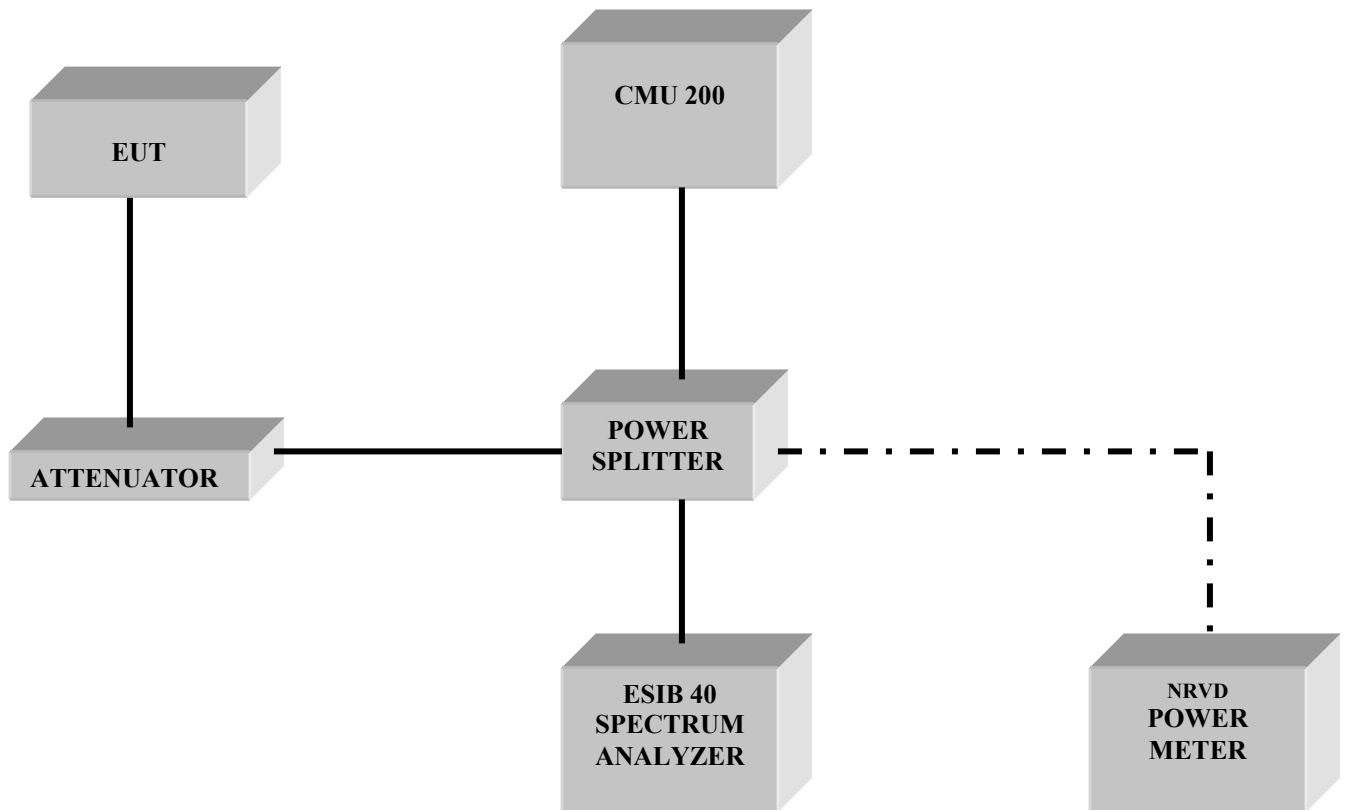 CMU 200
EUT
POWER
SPLITTER
ATTENUATOR
ESIB 40
SPECTRUM
ANALYZER
NRVD
POWER
METER